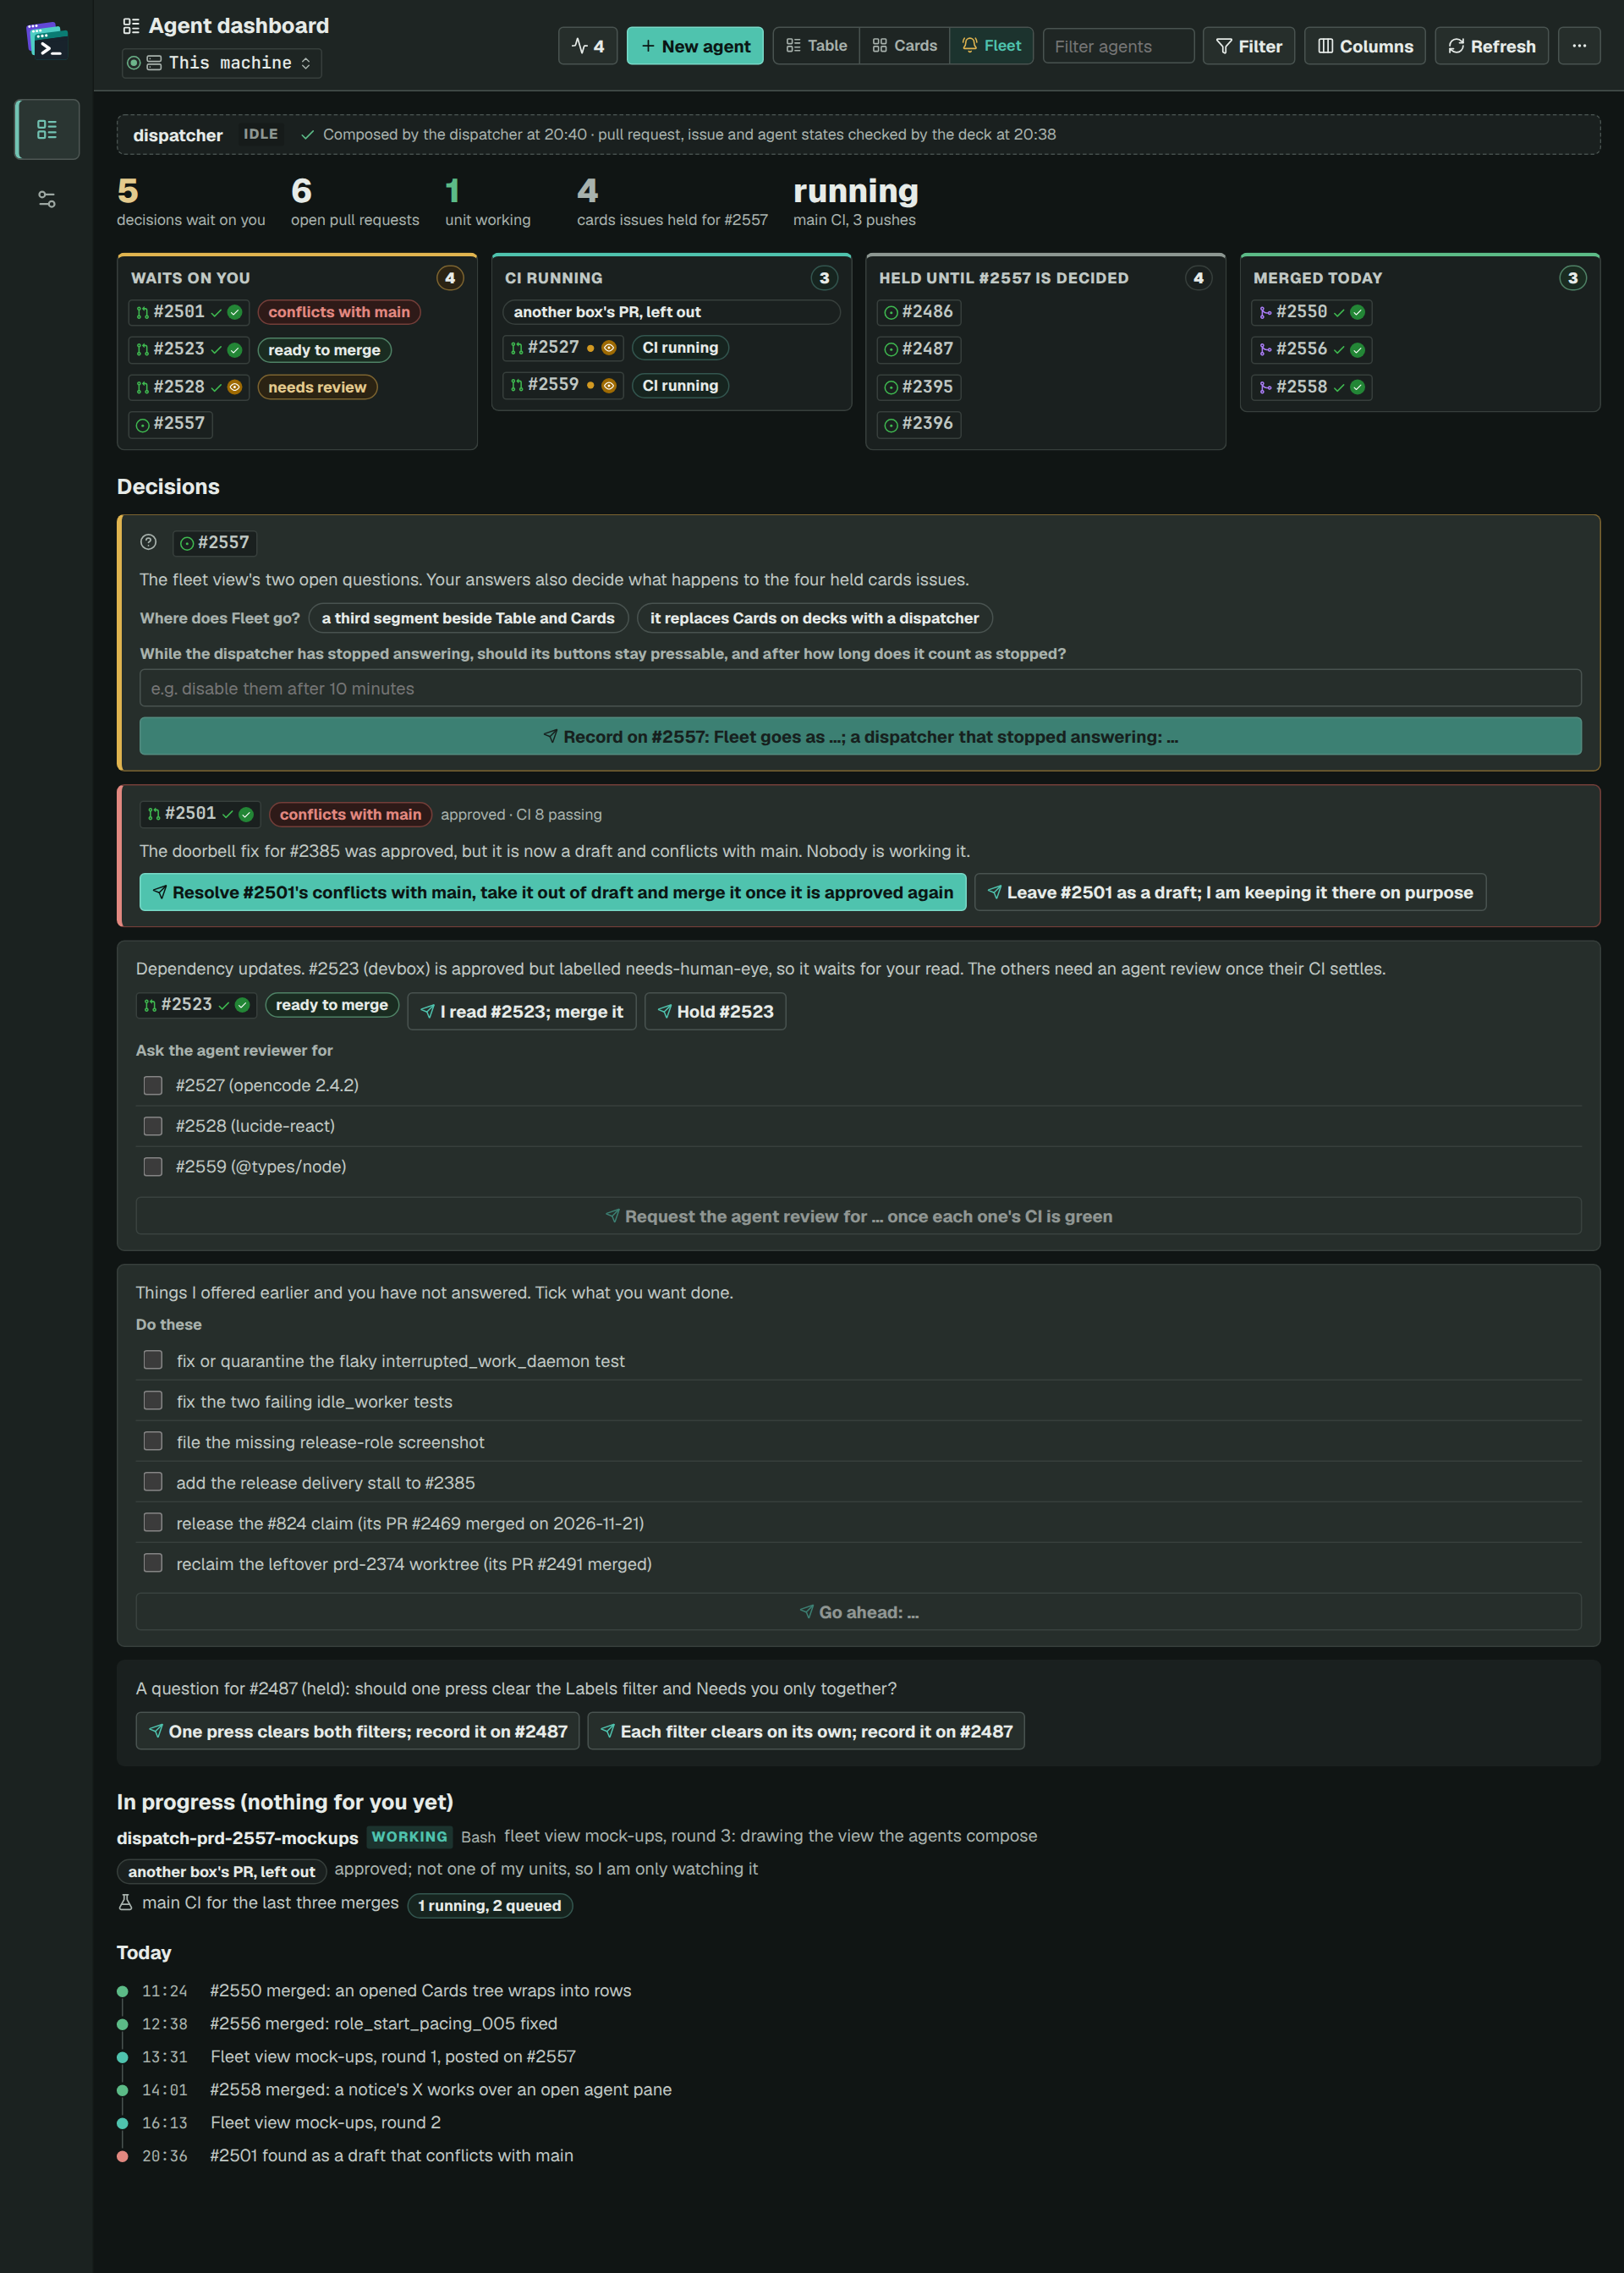 Agent dashboard
This machine
4
+ New agent
Table
Cards
Fleet
Filter agents
Filter
Columns
Refresh
...
dispatcher IDLE Composed by the dispatcher at 20:40 · pull request, issue and agent states checked by the deck at 20:38
5
decisions wait on you
6
open pull requests
1
unit working
4
cards issues held for #2557
running
main CI, 3 pushes
WAITS ON YOU 4
#2501 conflicts with main
#2523 ready to merge
#2528 needs review
#2557
CI RUNNING 3
another box's PR, left out
#2527 CI running
#2559 CI running
HELD UNTIL #2557 IS DECIDED 4
#2486
#2487
#2395
#2396
MERGED TODAY 3
#2550
#2556
#2558
Decisions
#2557
The fleet view's two open questions. Your answers also decide what happens to the four held cards issues.
Where does Fleet go? a third segment beside Table and Cards it replaces Cards on decks with a dispatcher
While the dispatcher has stopped answering, should its buttons stay pressable, and after how long does it count as stopped?
e.g. disable them after 10 minutes
Record on #2557: Fleet goes as ...; a dispatcher that stopped answering: ...
#2501 conflicts with main approved · CI 8 passing
The doorbell fix for #2385 was approved, but it is now a draft and conflicts with main. Nobody is working it.
Resolve #2501's conflicts with main, take it out of draft and merge it once it is approved again
Leave #2501 as a draft; I am keeping it there on purpose
Dependency updates. #2523 (devbox) is approved but labelled needs-human-eye, so it waits for your read. The others need an agent review once their CI settles.
#2523 ready to merge I read #2523; merge it Hold #2523
Ask the agent reviewer for
#2527 (opencode 2.4.2)
#2528 (lucide-react)
#2559 (@types/node)
Request the agent review for ... once each one's CI is green
Things I offered earlier and you have not answered. Tick what you want done.
Do these
fix or quarantine the flaky interrupted_work_daemon test
fix the two failing idle_worker tests
file the missing release-role screenshot
add the release delivery stall to #2385
release the #824 claim (its PR #2469 merged on 2026-11-21)
reclaim the leftover prd-2374 worktree (its PR #2491 merged)
Go ahead: ...
A question for #2487 (held): should one press clear the Labels filter and Needs you only together?
One press clears both filters; record it on #2487
Each filter clears on its own; record it on #2487
In progress (nothing for you yet)
dispatch-prd-2557-mockups WORKING Bash fleet view mock-ups, round 3: drawing the view the agents compose
another box's PR, left out approved; not one of my units, so I am only watching it
main CI for the last three merges 1 running, 2 queued
Today
11:24 #2550 merged: an opened Cards tree wraps into rows
12:38 #2556 merged: role_start_pacing_005 fixed
13:31 Fleet view mock-ups, round 1, posted on #2557
14:01 #2558 merged: a notice's X works over an open agent pane
16:13 Fleet view mock-ups, round 2
20:36 #2501 found as a draft that conflicts with main